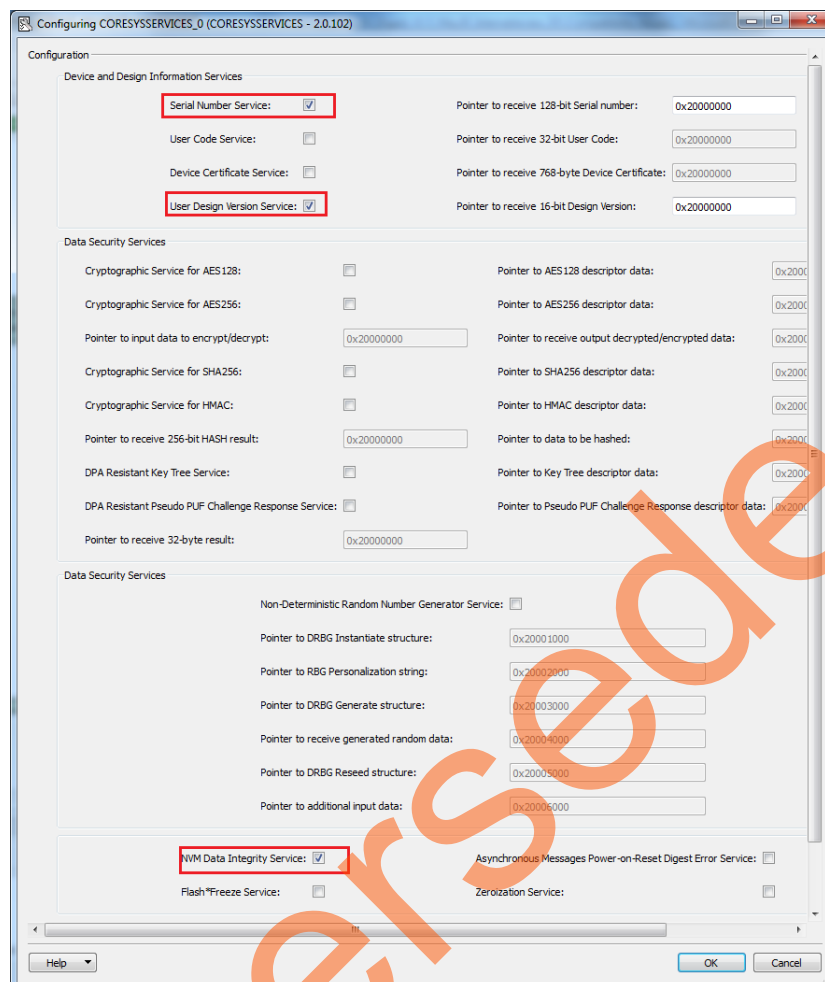 Configuring CORESYSSERVICES_0 (CORESYSSERVICES - 2.0.102)
Configuration
Device and Design Information Services
Serial Number Service: Pointer to receive 128-bit Serial number: 0x20000000
User Code Service: Pointer to receive 32-bit User Code: 0x20000000
Device Certificate Service: Pointer to receive 768-byte Device Certificate: 0x20000000
User Design Version Service: Pointer to receive 16-bit Design Version: 0x20000000
Data Security Services
Cryptographic Service for AES128: Pointer to AES128 descriptor data: 0x200
Cryptographic Service for AES256: Pointer to AES256 descriptor data: 0x200
Pointer to input data to encrypt/decrypt: 0x20000000 Pointer to receive output decrypted/encrypted data: 0x200
Cryptographic Service for SHA256: Pointer to SHA256 descriptor data: 0x200
Cryptographic Service for HMAC: Pointer to HMAC descriptor data: 0x200
Pointer to receive 256-bit HASH result: 0x20000000 Pointer to data to be hashed: 0x200
DPA Resistant Key Tree Service: Pointer to Key Tree descriptor data: 0x200
DPA Resistant Pseudo PUF Challenge Response Service: Pointer to Pseudo PUF Challenge Response descriptor data: 0x200
Pointer to receive 32-byte result: 0x20000000
Data Security Services
Non-Deterministic Random Number Generator Service:
Pointer to DRBG Instantiate structure: 0x20001000
Pointer to RBG Personalization string: 0x20002000
Pointer to DRBG Generate structure: 0x20003000
Pointer to receive generated random data: 0x20004000
Pointer to DRBG Reseed structure: 0x20005000
Pointer to additional input data: 0x20006000
NVM Data Integrity Service: Asynchronous Messages Power-on-Reset Digest Error Service:
Flash*Freeze Service: Zeroization Service:
Help OK Cancel
ersede